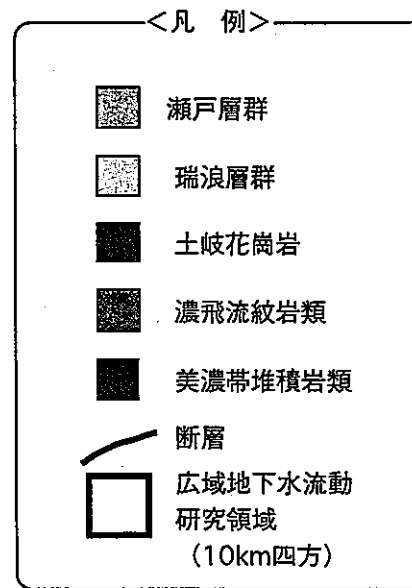 <凡 例>
瀬戸層群
瑞浪層群
土岐花崗岩
濃飛流紋岩類
美濃帯堆積岩類
断層
広域地下水流動
研究領域
(10km四方)